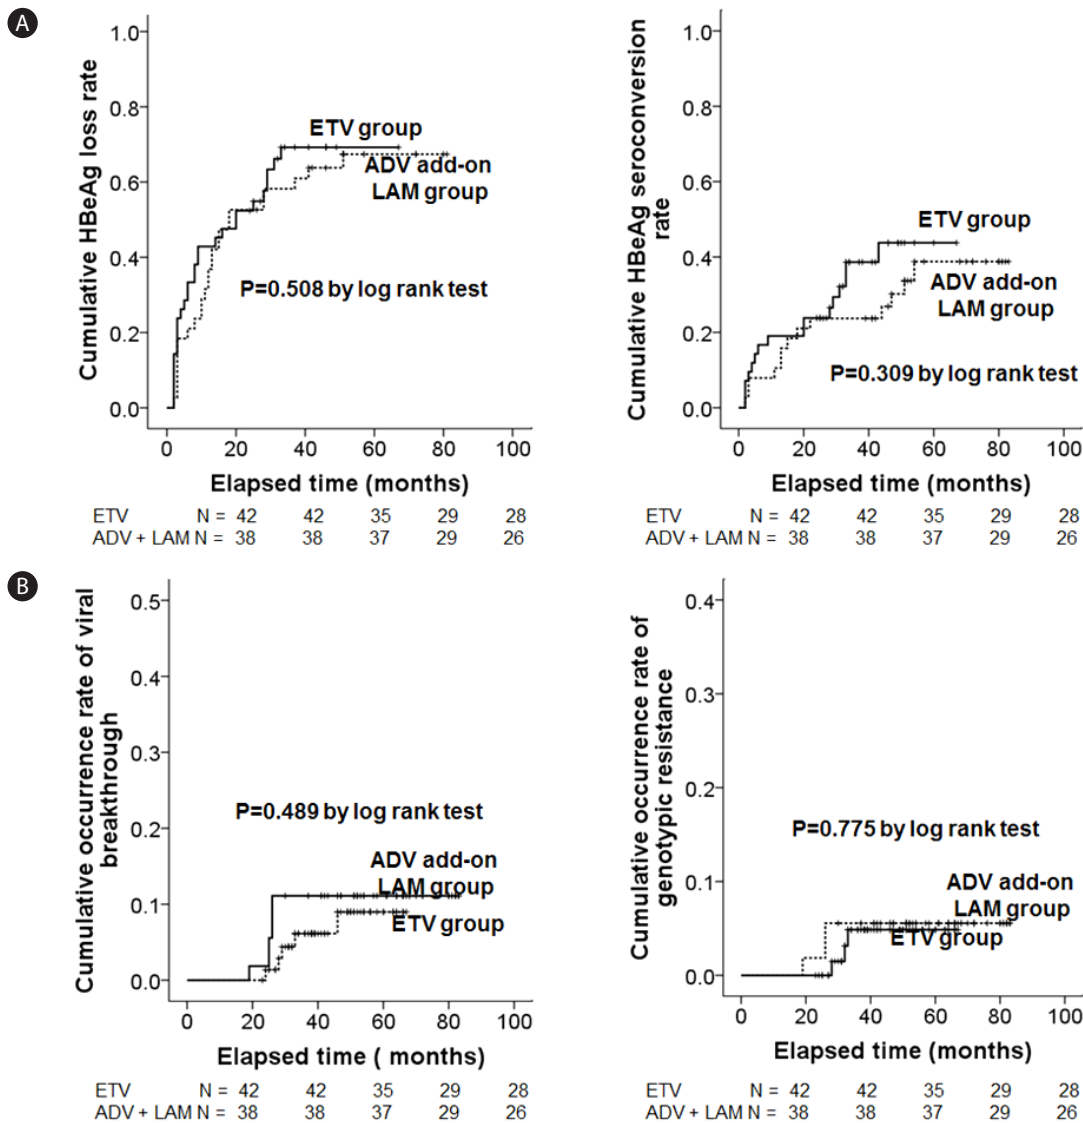 A
Cumulative HBeAg loss rate
1.0
0.8
0.6
0.4
0.2
0.0
ETV group
ADV add-on
LAM group
P=0.508 by log rank test
0 20 40 60 80 100
Elapsed time (months)
ETV N = 42 42 35 29 28
ADV + LAM N = 38 38 37 29 26
Cumulative HBeAg seroconversion
rate
1.0
0.8
0.6
0.4
0.2
0.0
ETV group
ADV add-on
LAM group
P=0.309 by log rank test
0 20 40 60 80 100
Elapsed time (months)
ETV N = 42 42 35 29 28
ADV + LAM N = 38 38 37 29 26
B
Cumulative occurrence rate of viral
breakthrough
0.5
0.4
0.3
0.2
0.1
0.0
P=0.489 by log rank test
ADV add-on
LAM group
ETV group
0 20 40 60 80 100
Elapsed time ( months)
ETV N = 42 42 35 29 28
ADV + LAM N = 38 38 37 29 26
Cumulative occurrence rate of
genotypic resistance
0.4
0.3
0.2
0.1
0.0
P=0.775 by log rank test
ADV add-on
LAM group
ETV group
0 20 40 60 80 100
Elapsed time (months)
ETV N = 42 42 35 29 28
ADV + LAM N = 38 38 37 29 26